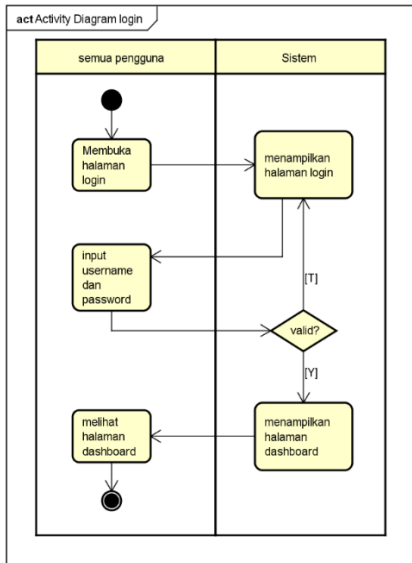 act Activity Diagram login
semua pengguna
Sistem
Membuka
halaman
login
menampilkan
halaman login
input
username
dan
password
[T]
valid?
[Y]
melihat
halaman
dashboard
menampilkan
halaman
dashboard